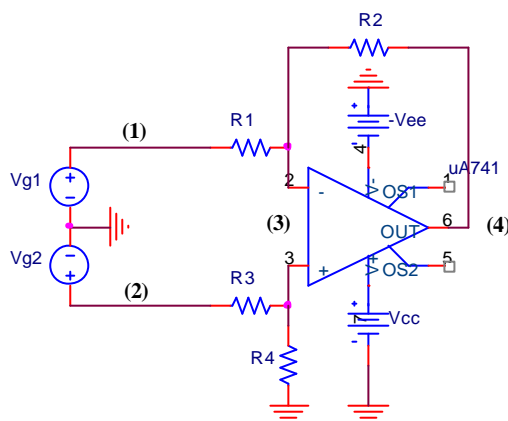 R2
R1
(1)
-Vee
4
uA741
1
Vg1
2
-
V-
OS1
(3)
OUT
6
(4)
Vg2
3
+
V+
OS2
5
(2)
R3
7
Vcc
R4